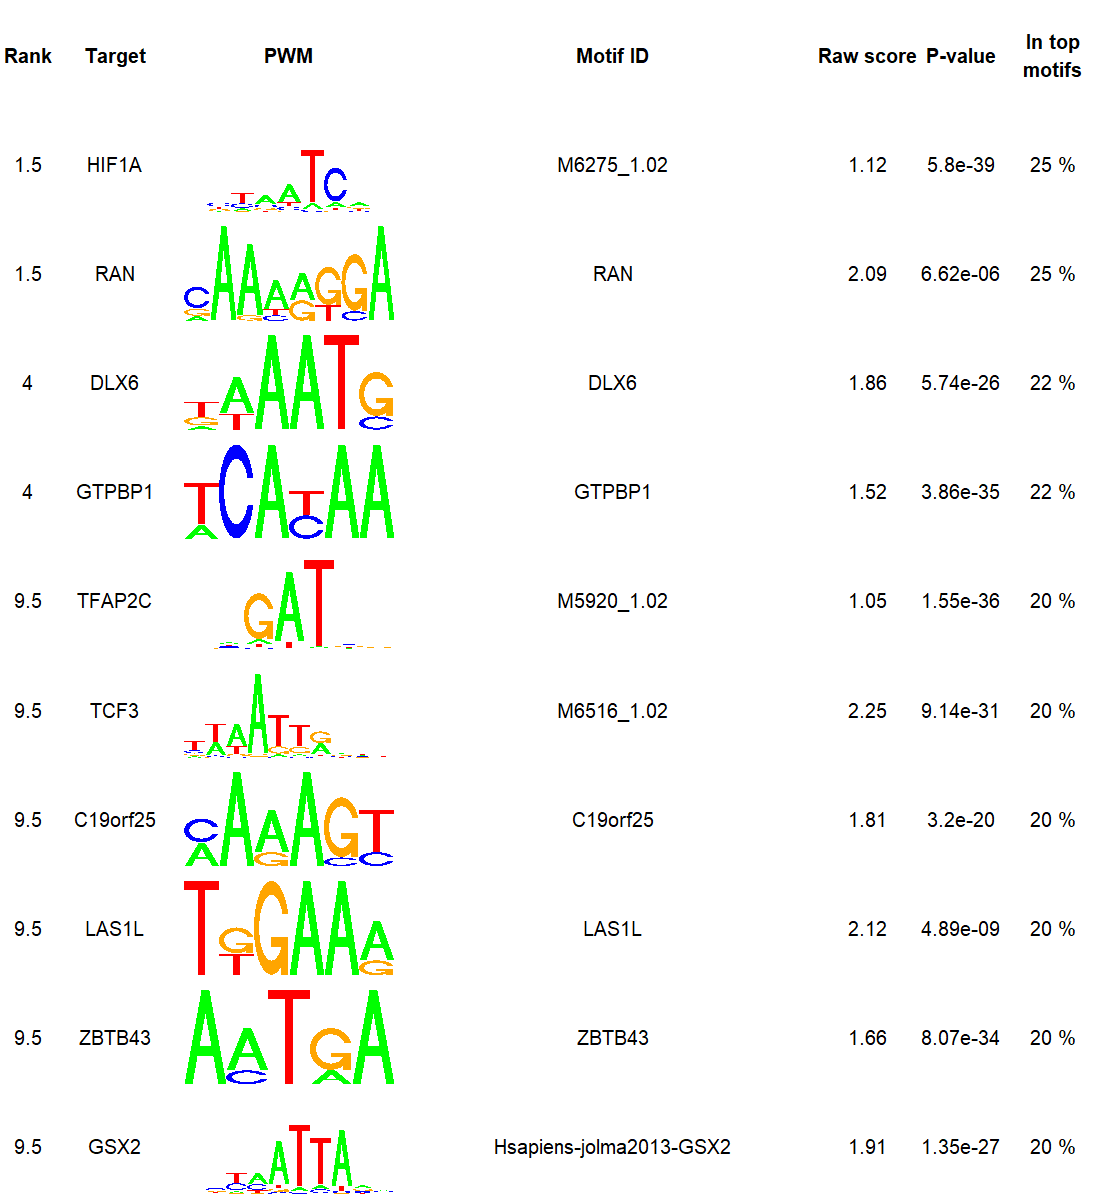 Rank Target PWM Motif ID Raw score P-value In top motifs
1.5 HIF1A M6275_1.02 1.12 5.8e-39 25 %
1.5 RAN RAN 2.09 6.62e-06 25 %
4 DLX6 DLX6 1.86 5.74e-26 22 %
4 GTPBP1 GTPBP1 1.52 3.86e-35 22 %
9.5 TFAP2C M5920_1.02 1.05 1.55e-36 20 %
9.5 TCF3 M6516_1.02 2.25 9.14e-31 20 %
9.5 C19orf25 C19orf25 1.81 3.2e-20 20 %
9.5 LAS1L LAS1L 2.12 4.89e-09 20 %
9.5 ZBTB43 ZBTB43 1.66 8.07e-34 20 %
9.5 GSX2 Hsapiens-jolma2013-GSX2 1.91 1.35e-27 20 %